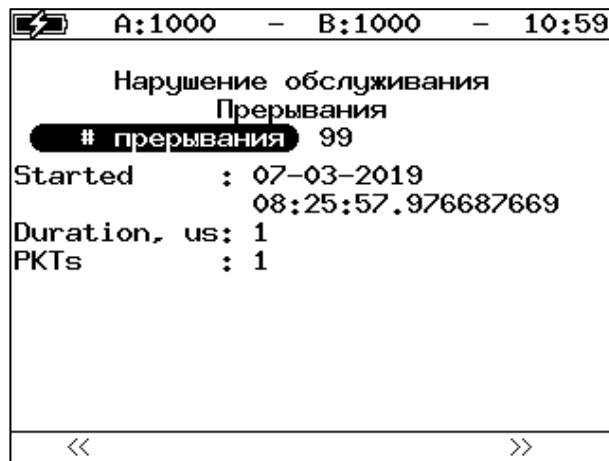 A:1000 – B:1000 – 10:59
Нарушение обслуживания
Прерывания
# прерывания 99
Started : 07-03-2019
08:25:57.976687669
Duration, us: 1
PKTs : 1
<< >>